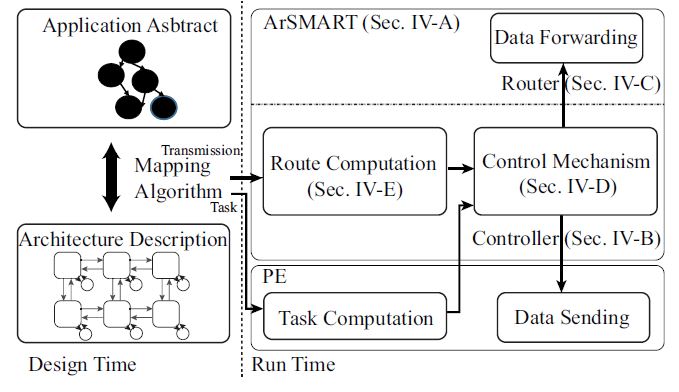 Application Asbtract
Transmission
Mapping
Algorithm
Task
Architecture Description
Design Time
ArSMART (Sec. IV-A)
Data Forwarding
Router (Sec. IV-C)
Route Computation
(Sec. IV-E)
Control Mechanism
(Sec. IV-D)
Controller (Sec. IV-B)
PE
Task Computation
Data Sending
Run Time